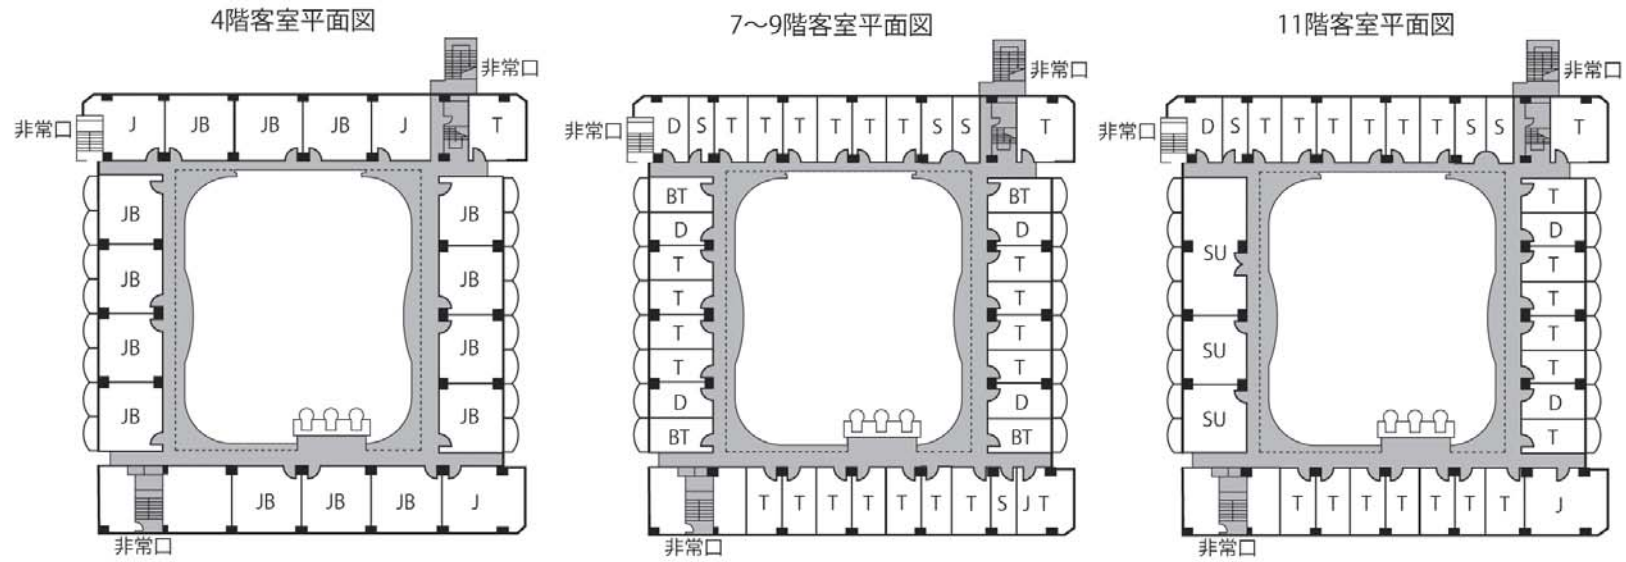 4階客室平面図
非常口
非常口
J JB JB JB J T
JB JB
JB JB
JB JB
JB JB
JB JB JB J
非常口
7〜9階客室平面図
非常口
非常口
D S T T T T T T S S T
BT BT
D D
T T
T T
T T
T T
D D
BT BT
T T T T T T T S J T
非常口
11階客室平面図
非常口
非常口
D S T T T T T T S S T
T
D
SU T
T
SU T
T
SU D
T
T T T T T T T J
非常口